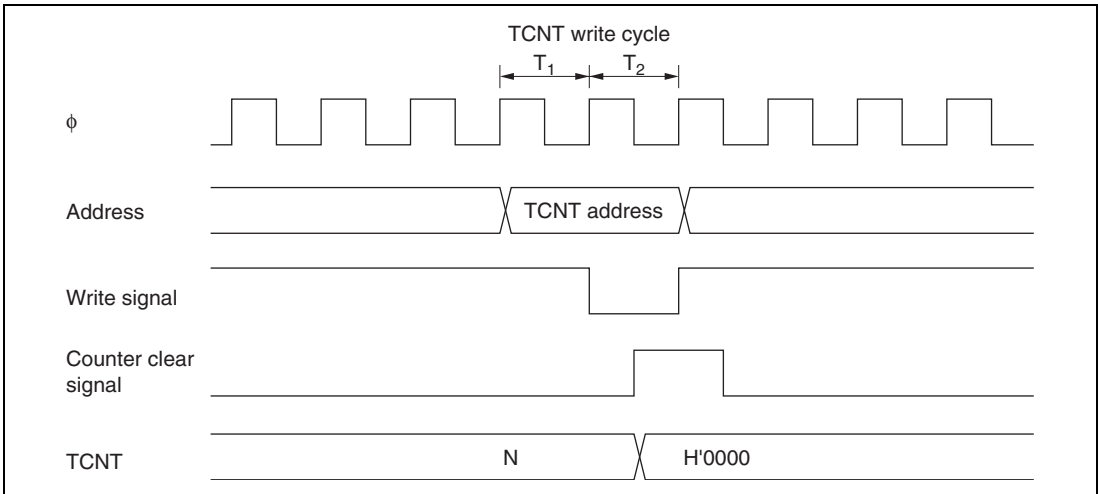 TCNT write cycle
T1 T2
φ
Address TCNT address
Write signal
Counter clear
signal
TCNT N H'0000